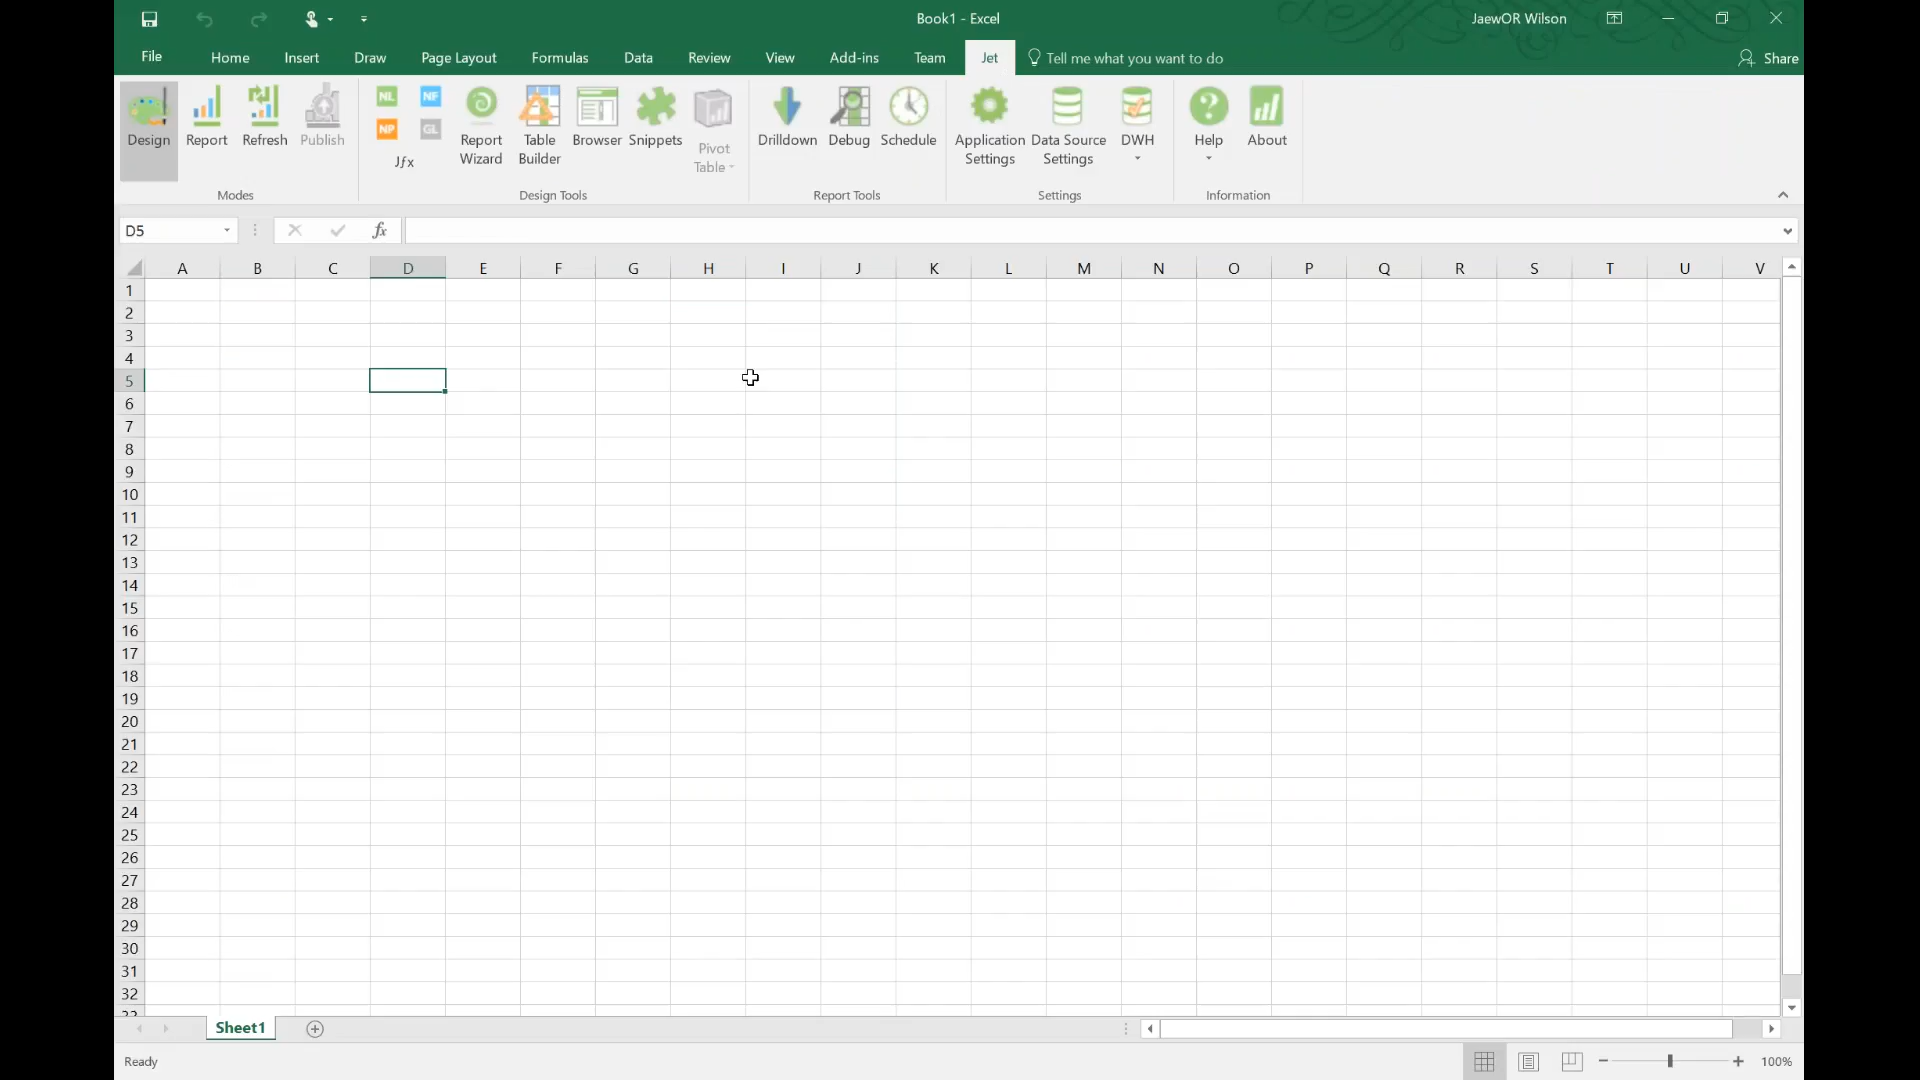 Book1 - Excel
JaewOR Wilson
File Home Insert Draw Page Layout Formulas Data Review View Add-ins Team Jet Tell me what you want to do Share
NL NF
NP GL
Jfx
Design Report Refresh Publish
Report Wizard
Table Builder
Browser Snippets
Pivot Table
Drilldown Debug Schedule
Application Settings
Data Source Settings
DWH
Help About
Modes Design Tools Report Tools Settings Information
D5 fx
A B C D E F G H I J K L M N O P Q R S T U V
1
2
3
4
5
6
7
8
9
10
11
12
13
14
15
16
17
18
19
20
21
22
23
24
25
26
27
28
29
30
31
32
Sheet1
Ready 100%